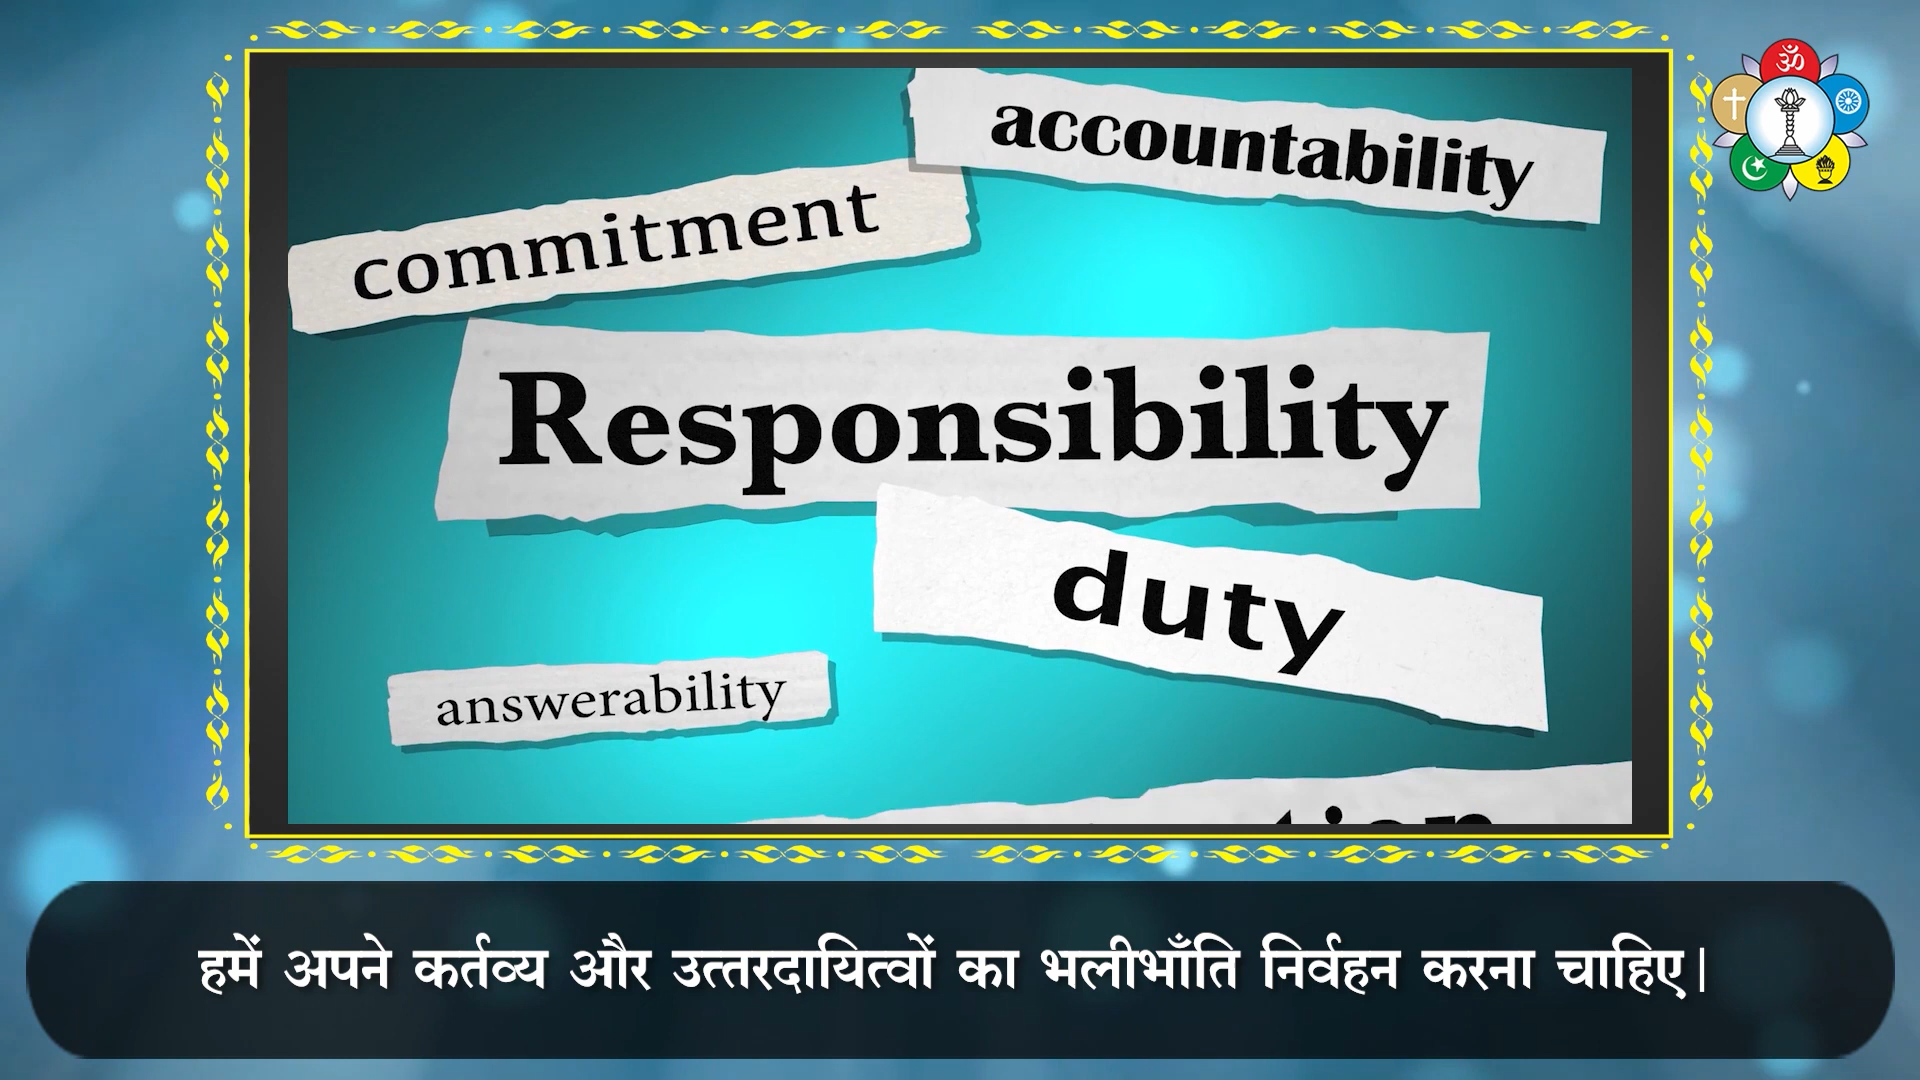 accountability
commitment
Responsibility
duty
answerability
हमें अपने कर्तव्य और उत्तरदायित्वों का भलीभाँति निर्वहन करना चाहिए।